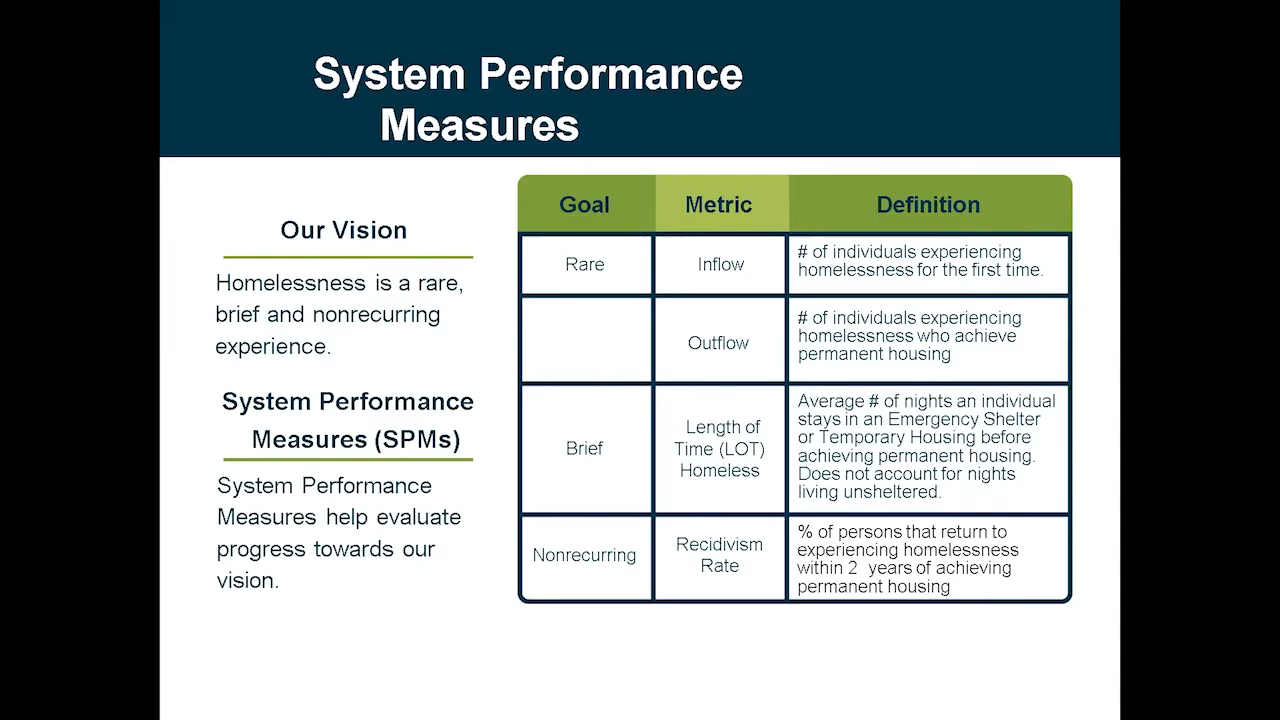 System Performance
Measures
Our Vision
Homelessness is a rare,
brief and nonrecurring
experience.
System Performance
Measures (SPMs)
System Performance
Measures help evaluate
progress towards our
vision.
Goal Metric Definition
Rare
Inflow
# of individuals experiencing
homelessness for the first time.
Outflow
# of individuals experiencing
homelessness who achieve
permanent housing
Brief
Length of
Time (LOT)
Homeless
Average # of nights an individual
stays in an Emergency Shelter
or Temporary Housing before
achieving permanent housing.
Does not account for nights
living unsheltered.
Nonrecurring
Recidivism
Rate
% of persons that return to
experiencing homelessness
within 2 years of achieving
permanent housing